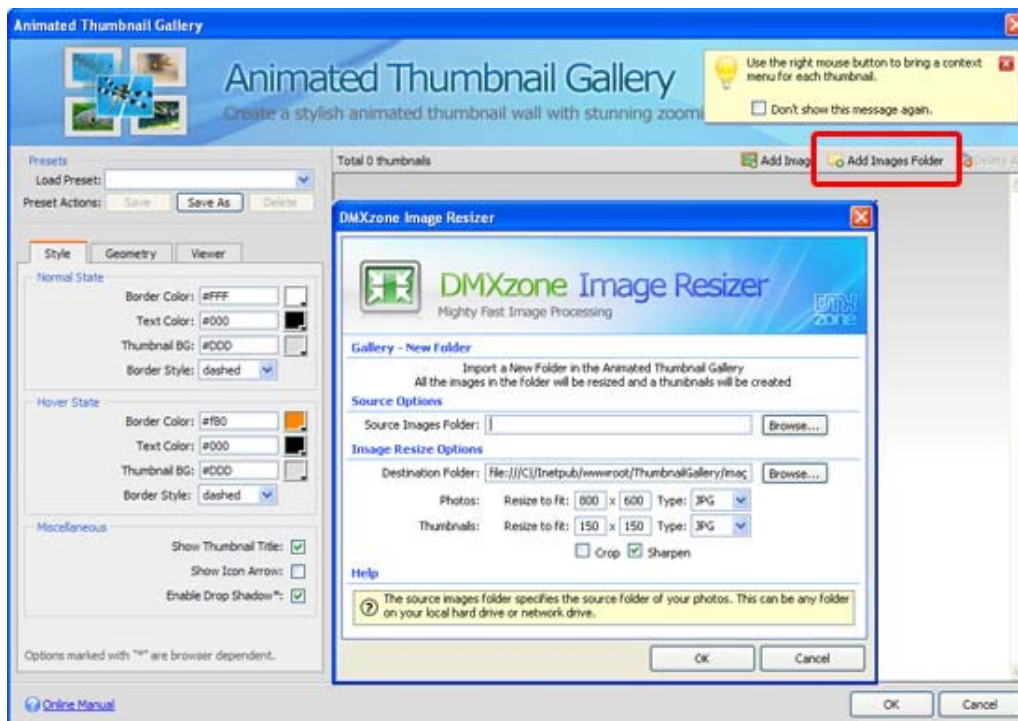 Animated Thumbnail Gallery
Animated Thumbnail Gallery
Create a stylish animated thumbnail wall with stunning zoomi
Use the right mouse button to bring a context
menu for each thumbnail.
Don't show this message again.
Presets
Load Preset:
Preset Actions: Save Save As Delete
Total 0 thumbnails
Add Imag Add Images Folder Delete A
Style Geometry Viewer
Normal State
Border Color: #FFF
Text Color: #000
Thumbnail BG: #DDD
Border Style: dashed
Hover State
Border Color: #f80
Text Color: #000
Thumbnail BG: #DDD
Border Style: dashed
Miscellaneous
Show Thumbnail Title:
Show Icon Arrow:
Enable Drop Shadow*:
Options marked with "*" are browser dependent.
DMXzone Image Resizer
DMXzone Image Resizer
Mighty Fast Image Processing
DMX
zone
Gallery - New Folder
Import a New Folder in the Animated Thumbnail Gallery
All the images in the folder will be resized and a thumbnails will be created
Source Options
Source Images Folder: Browse...
Image Resize Options
Destination Folder: file:///C|/Inetpub/wwwroot/ThumbnailGallery/imag Browse...
Photos: Resize to fit: 800 x 600 Type: JPG
Thumbnails: Resize to fit: 150 x 150 Type: JPG
Crop Sharpen
Help
The source images folder specifies the source folder of your photos. This can be any folder
on your local hard drive or network drive.
OK Cancel
Online Manual
OK Cancel